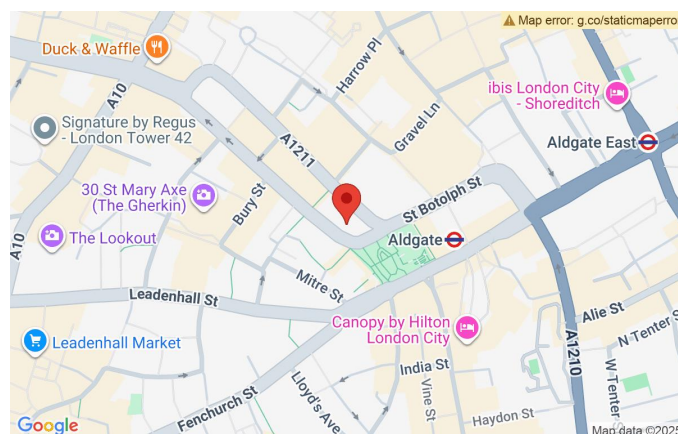 Map error: g.co/staticmaperro
Duck & Waffle
Harrow Pl
ibis London City
- Shoreditch
A10
Gravel Ln
Signature by Regus
- London Tower 42
A1211
Aldgate East
30 St Mary Axe
(The Gherkin)
Bury St
St Botolph St
A10
The Lookout
Aldgate
Mitre St
Leadenhall St
Alie St
Canopy by Hilton
London City
Leadenhall Market
A1210
N Tenter S
India St
Lloyd's Ave
Vine St
W Tenter S
Fenchurch St
Haydon St
Google
Map data ©2025